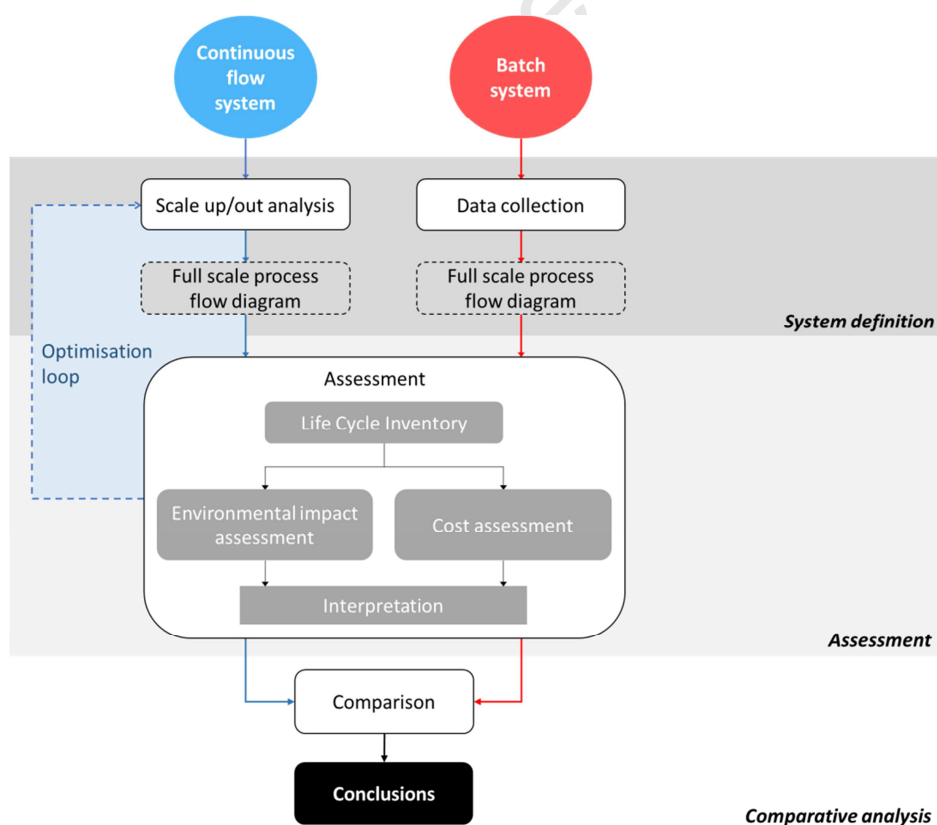 Continuous
flow
system
Batch
system
Scale up/out analysis
Data collection
Full scale process
flow diagram
Full scale process
flow diagram
System definition
Optimisation
loop
Assessment
Life Cycle Inventory
Environmental impact
assessment
Cost assessment
Interpretation
Assessment
Comparison
Conclusions
Comparative analysis